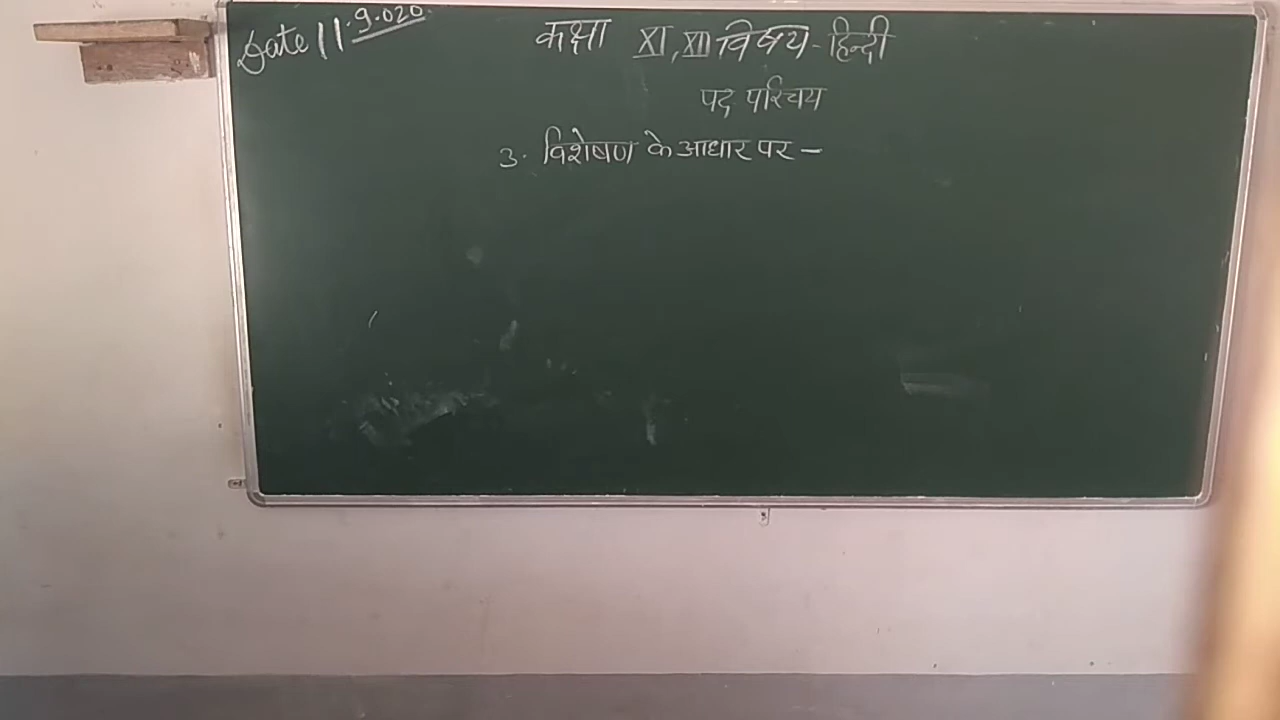 Date 11.9.020.
कक्षा XI, XII विषय - हिन्दी
पद परिचय
3. विशेषण के आधार पर -